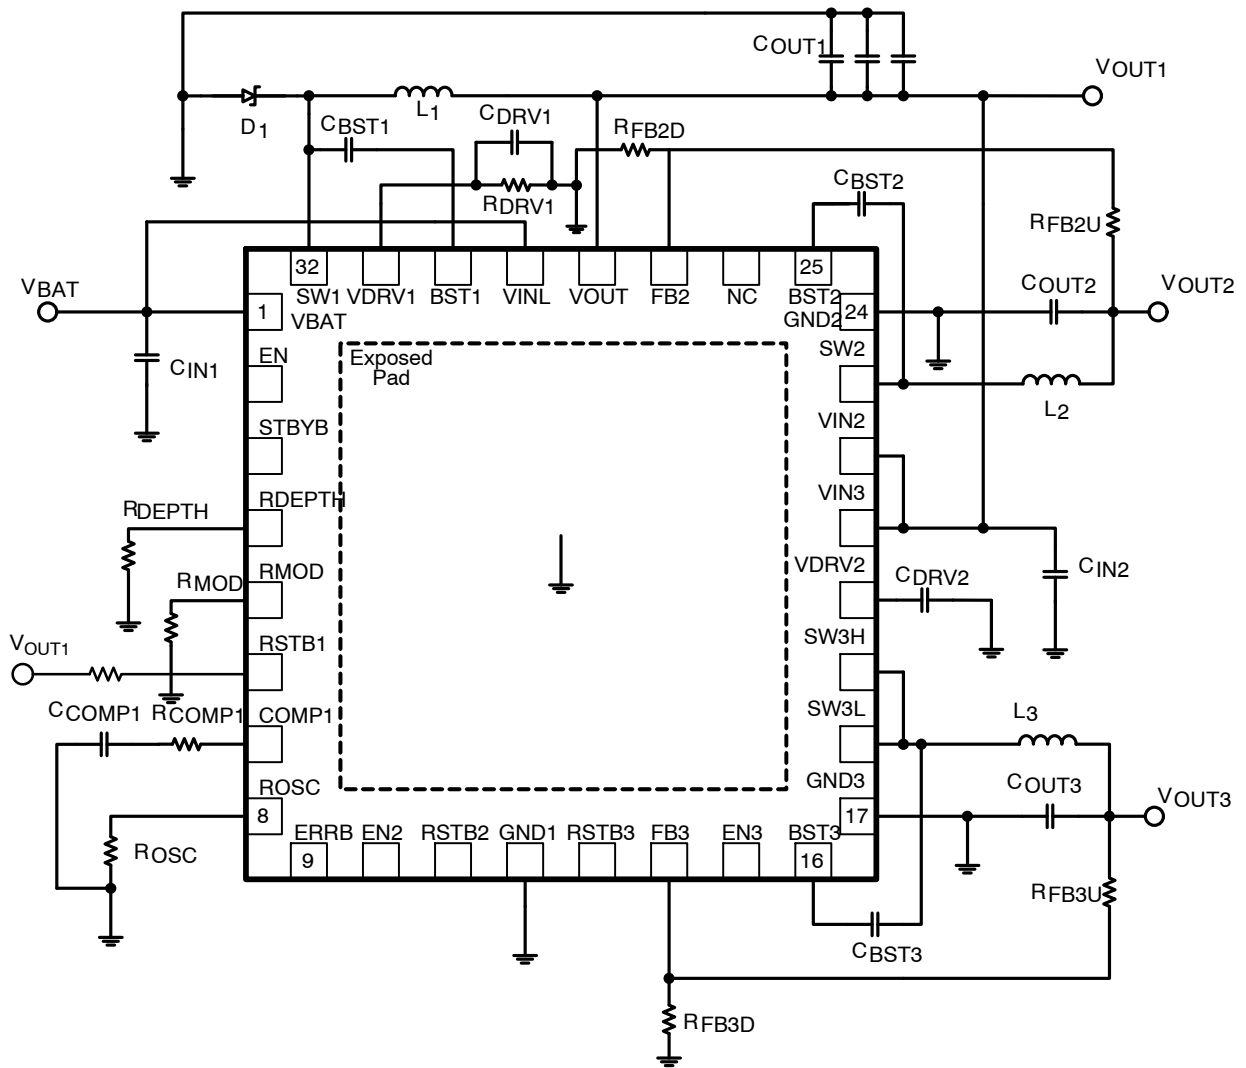 COUT1
VOUT1
D1
L1
CBST1
CDRV1
RDRV1
RFB2D
CBST2
RFB2U
VBAT
CIN1
32
SW1
VDRV1
BST1
VINL
VOUT
FB2
NC
25
BST2
1
VBAT
GND2
24
COUT2
VOUT2
EN
Exposed
Pad
SW2
L2
STBYB
VIN2
RDEPTH
RDEPTH
VIN3
RMOD
RMOD
VDRV2
CDRV2
CIN2
VOUT1
RSTB1
SW3H
CCOMP1
RCOMP1
COMP1
SW3L
L3
ROSC
8
GND3
17
COUT3
VOUT3
ROSC
ERRB
9
EN2
RSTB2
GND1
RSTB3
FB3
EN3
BST3
16
RFB3U
CBST3
RFB3D